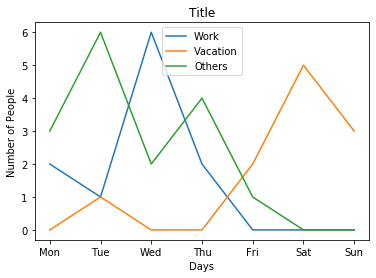 Title
Work
Vacation
Others
Number of People
6
5
4
3
2
1
0
Mon Tue Wed Thu Fri Sat Sun
Days